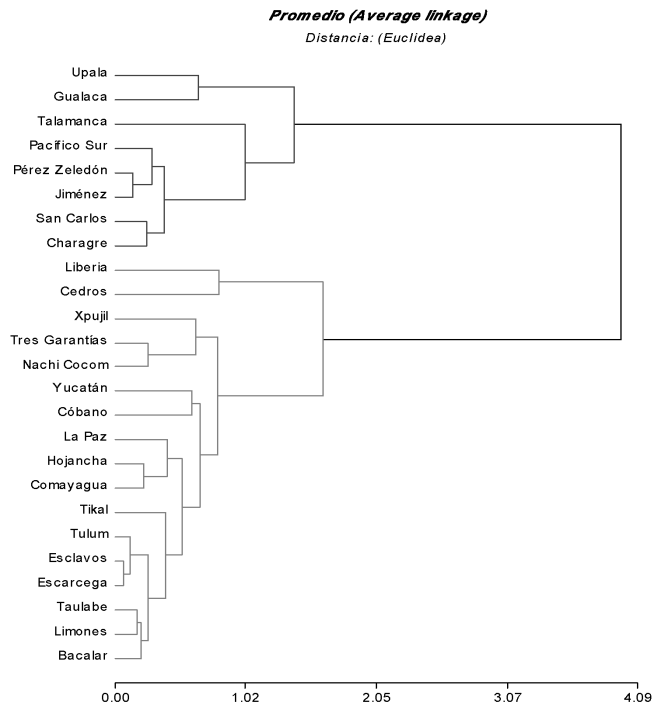 Promedio (Average linkage)
Distancia: (Euclidea)
Upala
Gualaca
Talamanca
Pacífico Sur
Pérez Zeledón
Jiménez
San Carlos
Charagre
Liberia
Cedros
Xpujil
Tres Garantías
Nachi Cocom
Yucatán
Cóbano
La Paz
Hojancha
Comayagua
Tikal
Tulum
Esclavos
Escarcega
Taulabe
Limones
Bacalar
0.00 1.02 2.05 3.07 4.09